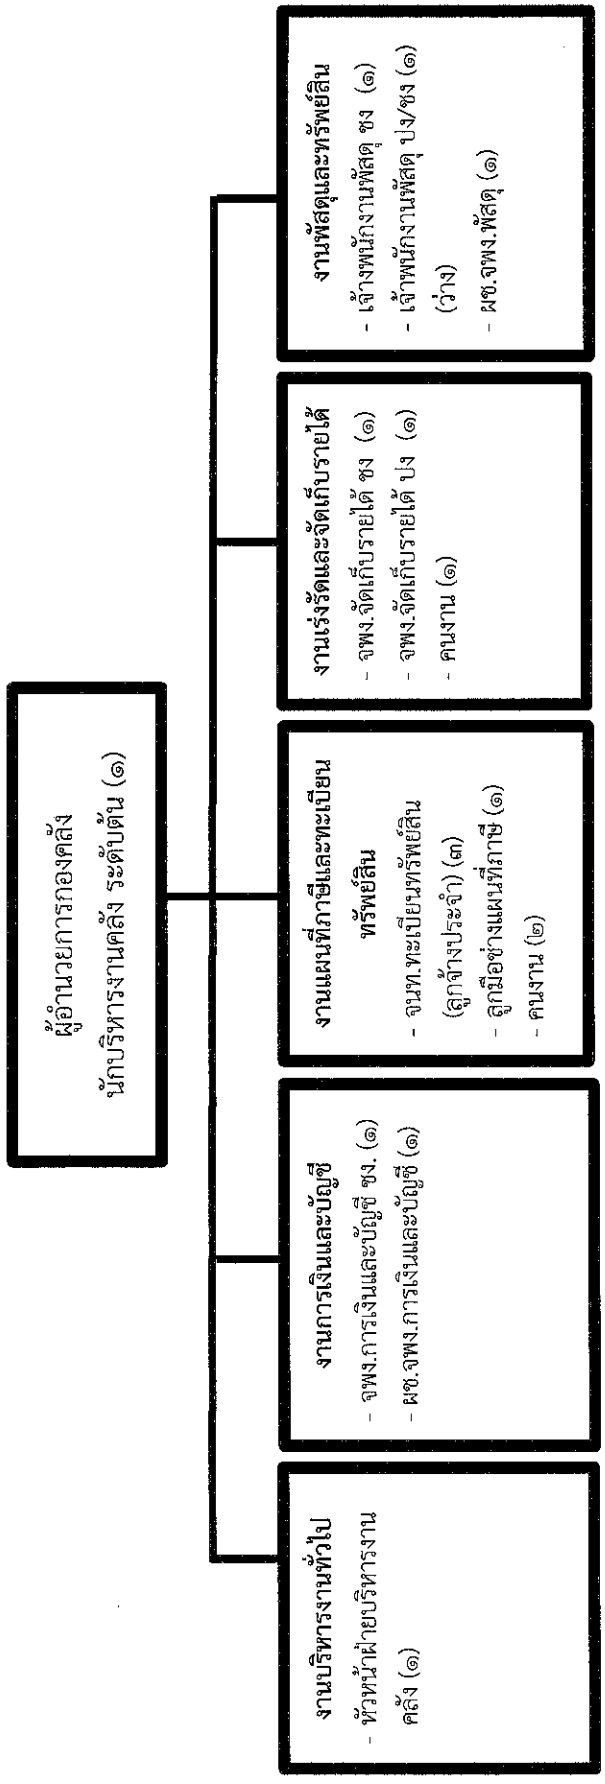 ผู้อำนวยการกองคลัง
นักบริหารงานคลัง ระดับต้น (๑)
งานบริหารงานทั่วไป
- หัวหน้าฝ่ายบริหารงาน
คลัง (๑)
งานการเงินและบัญชี
- จพง.การเงินและบัญชี ชง. (๑)
- ผช.จพง.การเงินและบัญชี (๑)
งานแผนที่ภาษีและทะเบียน
ทรัพย์สิน
- จนท.ทะเบียนทรัพย์สิน
(ลูกจ้างประจำ) (๓)
- ลูกมือช่างแผนที่ภาษี (๑)
- คนงาน (๒)
งานเร่งรัดและจัดเก็บรายได้
- จพง.จัดเก็บรายได้ ชง (๑)
- จพง.จัดเก็บรายได้ ปง (๑)
- คนงาน (๑)
งานพัสดุและทรัพย์สิน
- เจ้างพนักงานพัสดุ ชง (๑)
- เจ้าพนักงานพัสดุ ปง/ชง (๑)
(ว่าง)
- ผช.จพง.พัสดุ (๑)